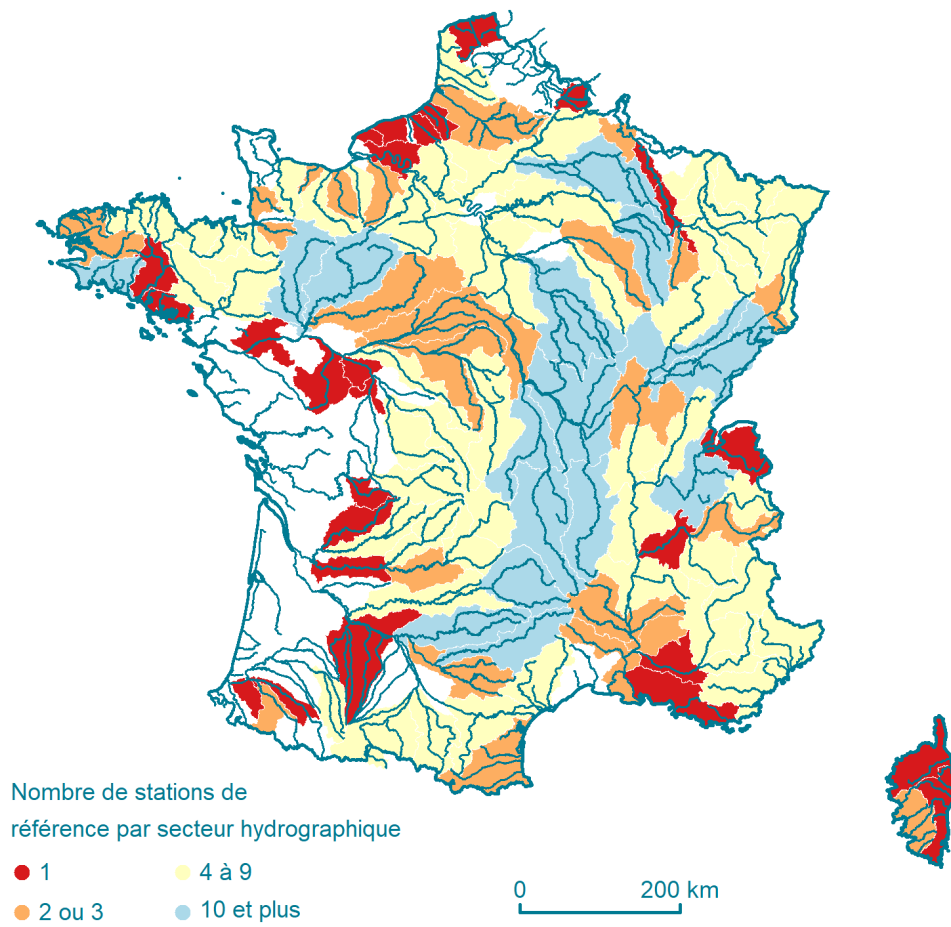 Nombre de stations de
référence par secteur hydrographique
1
4 à 9
2 ou 3
10 et plus
0
200 km